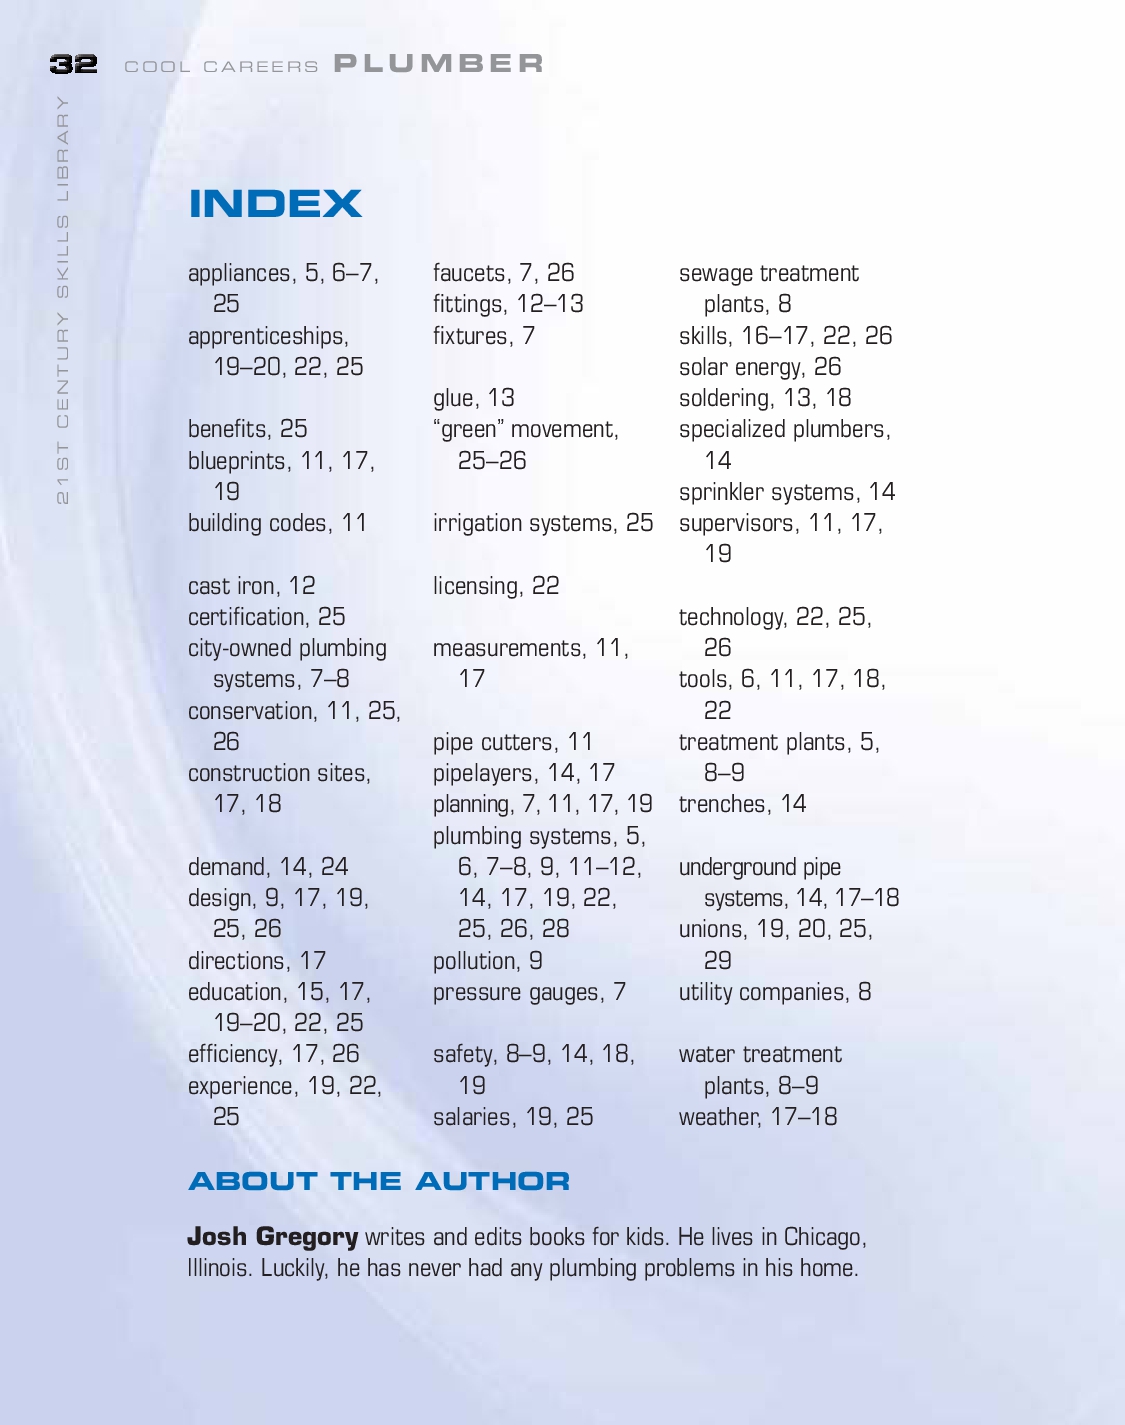 32 COOL CAREERS PLUMBER
21ST CENTURY SKILLS LIBRARY
INDEX
appliances, 5, 6–7,
25
apprenticeships,
19–20, 22, 25
benefits, 25
blueprints, 11, 17,
19
building codes, 11
cast iron, 12
certification, 25
city-owned plumbing
systems, 7–8
conservation, 11, 25,
26
construction sites,
17, 18
demand, 14, 24
design, 9, 17, 19,
25, 26
directions, 17
education, 15, 17,
19–20, 22, 25
efficiency, 17, 26
experience, 19, 22,
25
faucets, 7, 26
fittings, 12–13
fixtures, 7
glue, 13
“green” movement,
25–26
irrigation systems, 25
licensing, 22
measurements, 11,
17
pipe cutters, 11
pipelayers, 14, 17
planning, 7, 11, 17, 19
plumbing systems, 5,
6, 7–8, 9, 11–12,
14, 17, 19, 22,
25, 26, 28
pollution, 9
pressure gauges, 7
safety, 8–9, 14, 18,
19
salaries, 19, 25
sewage treatment
plants, 8
skills, 16–17, 22, 26
solar energy, 26
soldering, 13, 18
specialized plumbers,
14
sprinkler systems, 14
supervisors, 11, 17,
19
technology, 22, 25,
26
tools, 6, 11, 17, 18,
22
treatment plants, 5,
8–9
trenches, 14
underground pipe
systems, 14, 17–18
unions, 19, 20, 25,
29
utility companies, 8
water treatment
plants, 8–9
weather, 17–18
ABOUT THE AUTHOR
Josh Gregory writes and edits books for kids. He lives in Chicago,
Illinois. Luckily, he has never had any plumbing problems in his home.